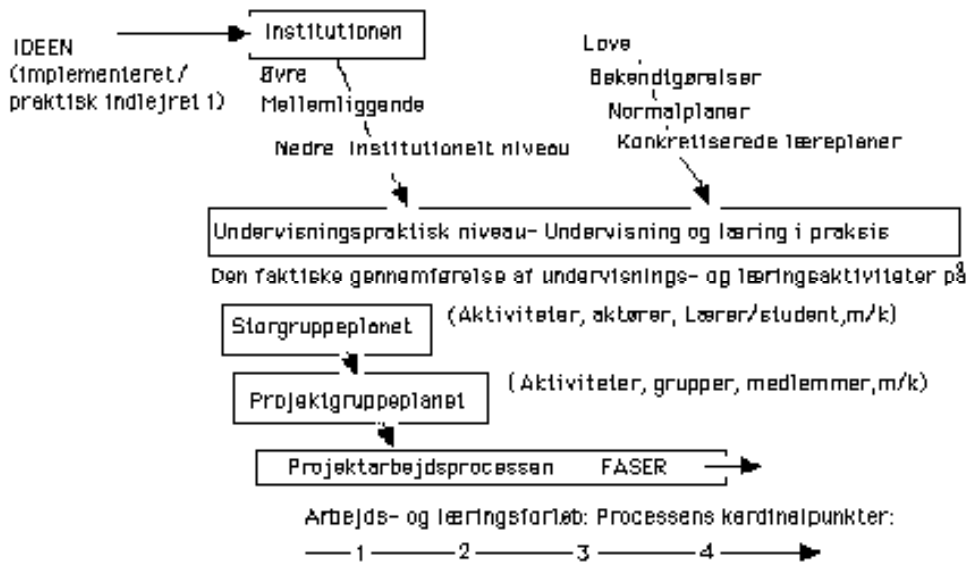 IDEEN
(implementeret/
praktisk indlejret i)
Institutionen
Øvre
Mellemliggende
Nedre institutionelt niveau
Love
Bekendtgørelser
Normalplaner
Konkretiserede læreplaner
Undervisningspraktisk niveau- Undervisning og læring i praksis
Den faktiske gennemførelse af undervisnings- og læringsaktiviteter på
Storgruppeplanet
(Aktiviteter, aktører, Lærer/student,m/k)
Projektgruppeplanet
(Aktiviteter, grupper, medlemmer,m/k)
Projektarbejdsprocessen FASER
Arbejds- og læringsforløb: Processens kardinalpunkter:
1 2 3 4